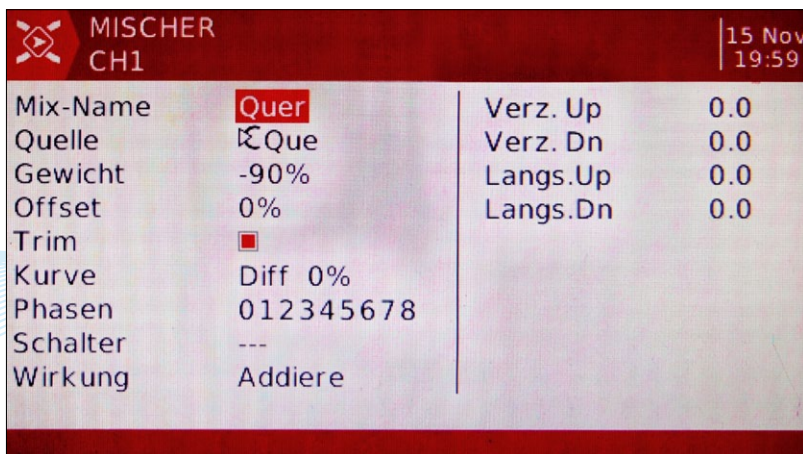 MISCHER
CH1
15 Nov
19:59
Mix-Name Quer
Quelle Que
Gewicht -90%
Offset 0%
Trim
Kurve Diff 0%
Phasen 012345678
Schalter ---
Wirkung Addiere
Verz. Up 0.0
Verz. Dn 0.0
Langs.Up 0.0
Langs.Dn 0.0